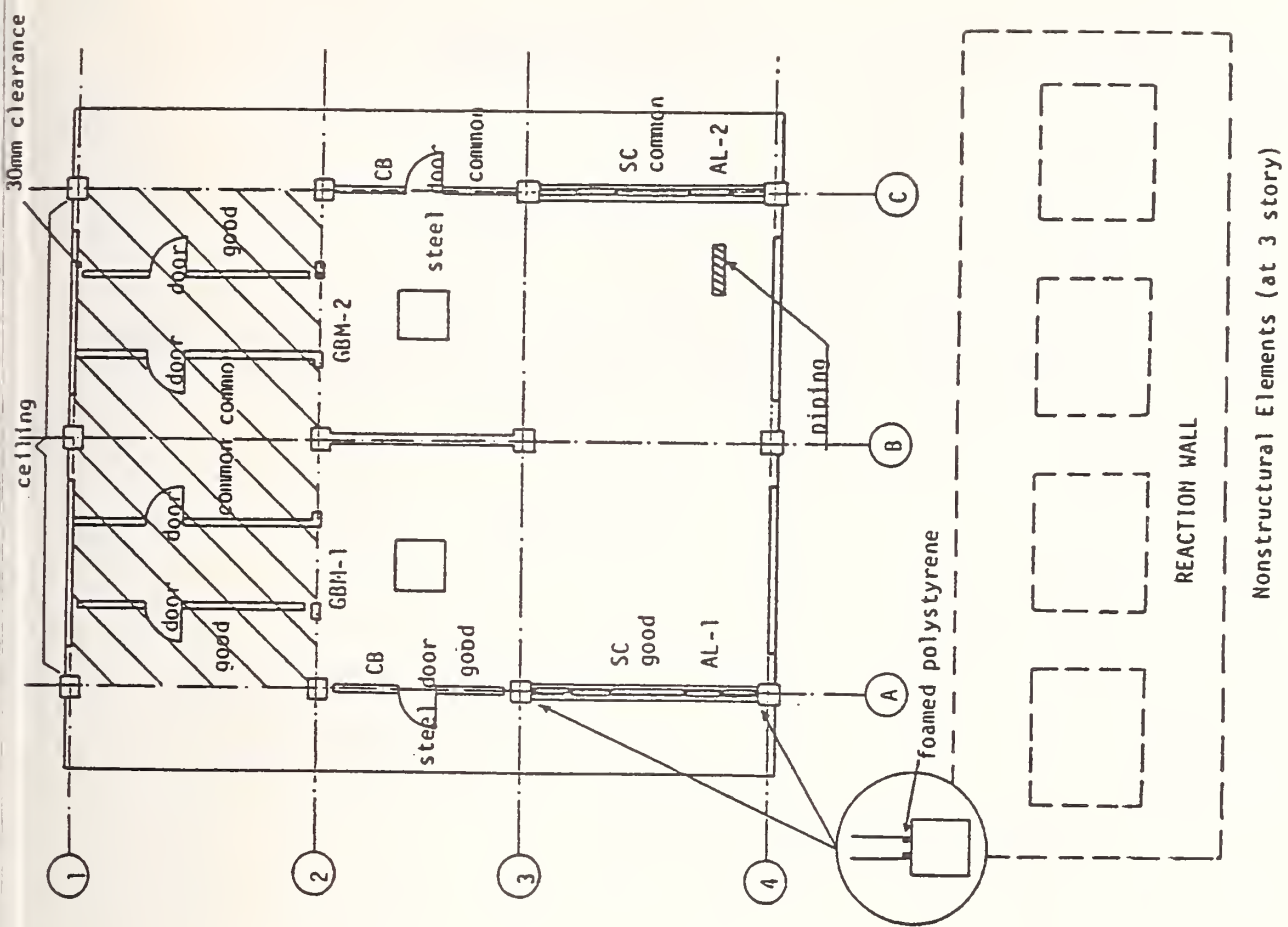 30mm clearance
ceiling
1
2
3
4
good
door
door
common
common
door
door
good
GBM-2
GBM-1
CB
door
common
steel
SC
common
AL-2
C
B
A
piping
CB
door
good
steel
SC
good
AL-1
foamed polystyrene
REACTION WALL
Nonstructural Elements (at 3 story)